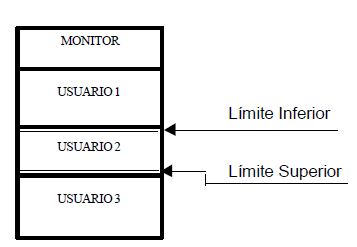 MONITOR
USUARIO 1
Límite Inferior
USUARIO 2
Límite Superior
USUARIO 3